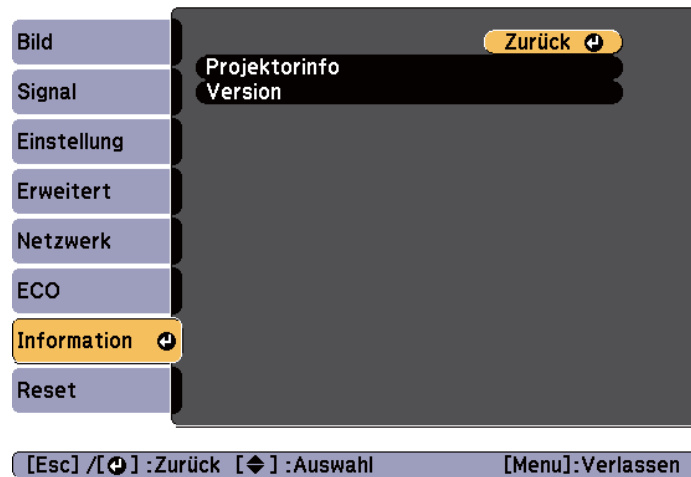 Bild
Signal
Einstellung
Erweitert
Netzwerk
ECO
Information
Reset
Zurück
Projektorinfo
Version
[Esc] /[ ] :Zurück [ ] :Auswahl [Menu]:Verlassen